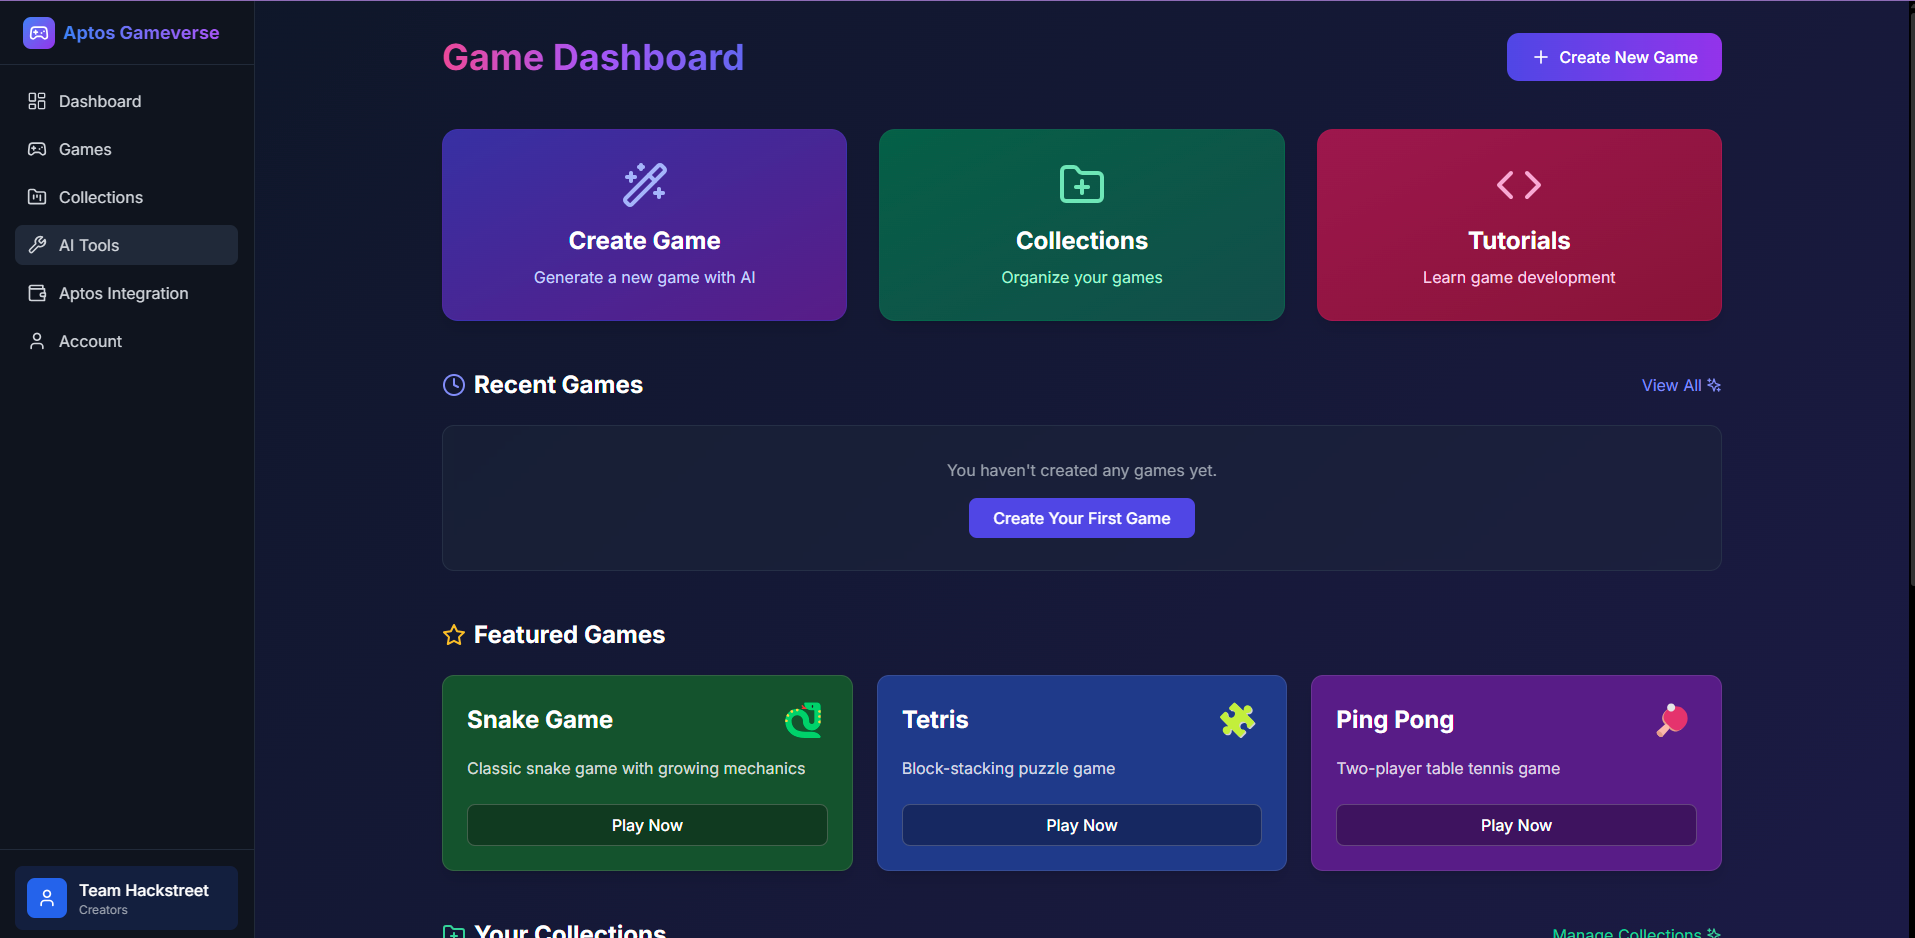 Aptos Gameverse
Dashboard
Games
Collections
AI Tools
Aptos Integration
Account
Team Hackstreet
Creators
Game Dashboard
Create New Game
Create Game
Generate a new game with AI
Collections
Organize your games
Tutorials
Learn game development
Recent Games
View All
You haven't created any games yet.
Create Your First Game
Featured Games
Snake Game
Classic snake game with growing mechanics
Play Now
Tetris
Block-stacking puzzle game
Play Now
Ping Pong
Two-player table tennis game
Play Now
Your Collections
Manage Collections